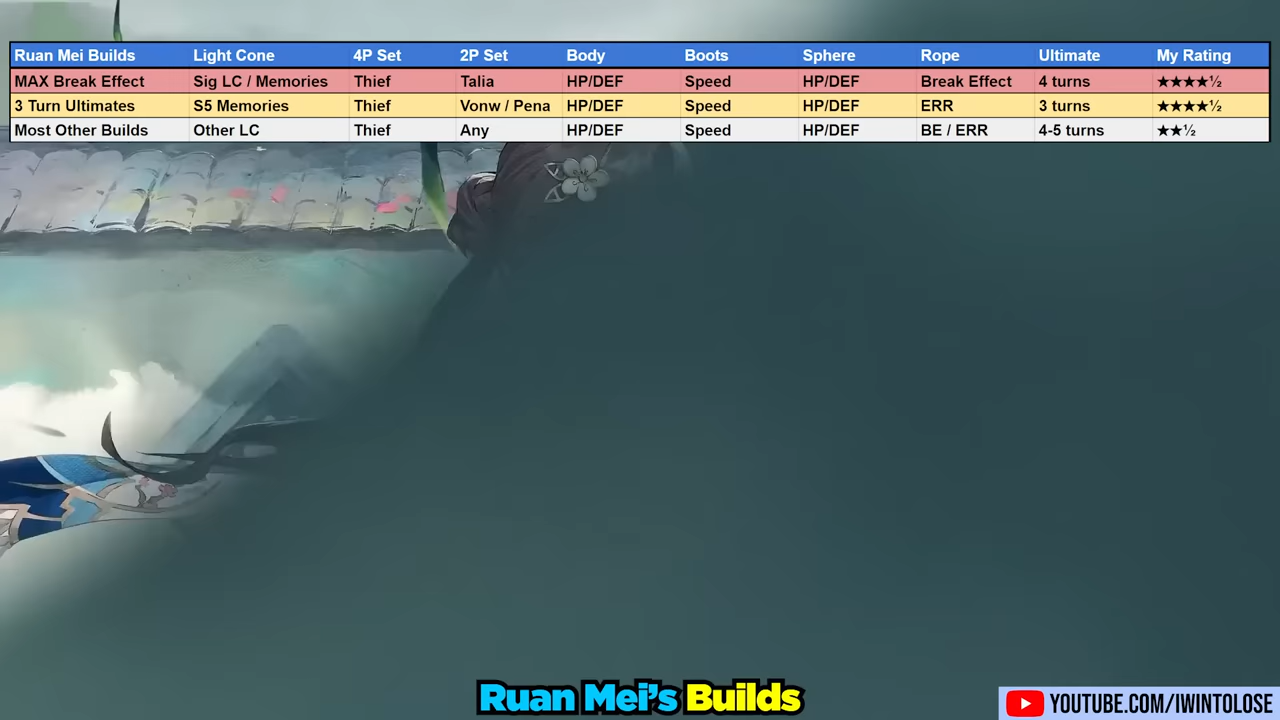 Ruan Mei Builds Light Cone 4P Set 2P Set Body Boots Sphere Rope Ultimate My Rating
MAX Break Effect Sig LC / Memories Thief Talia HP/DEF Speed HP/DEF Break Effect 4 turns ★★★★½
3 Turn Ultimates S5 Memories Thief Vonw / Pena HP/DEF Speed HP/DEF ERR 3 turns ★★★★½
Most Other Builds Other LC Thief Any HP/DEF Speed HP/DEF BE / ERR 4-5 turns ★★½
Ruan Mei's Builds
YOUTUBE.COM/IWINTOLOSE